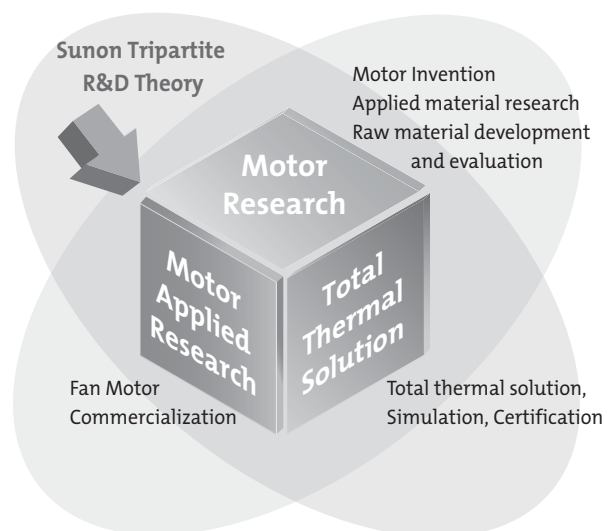 Sunon Tripartite
R&D Theory
Motor Invention
Applied material research
Raw material development
and evaluation
Motor
Research
Motor
Applied
Research
Total
Thermal
Solution
Fan Motor
Commercialization
Total thermal solution,
Simulation, Certification